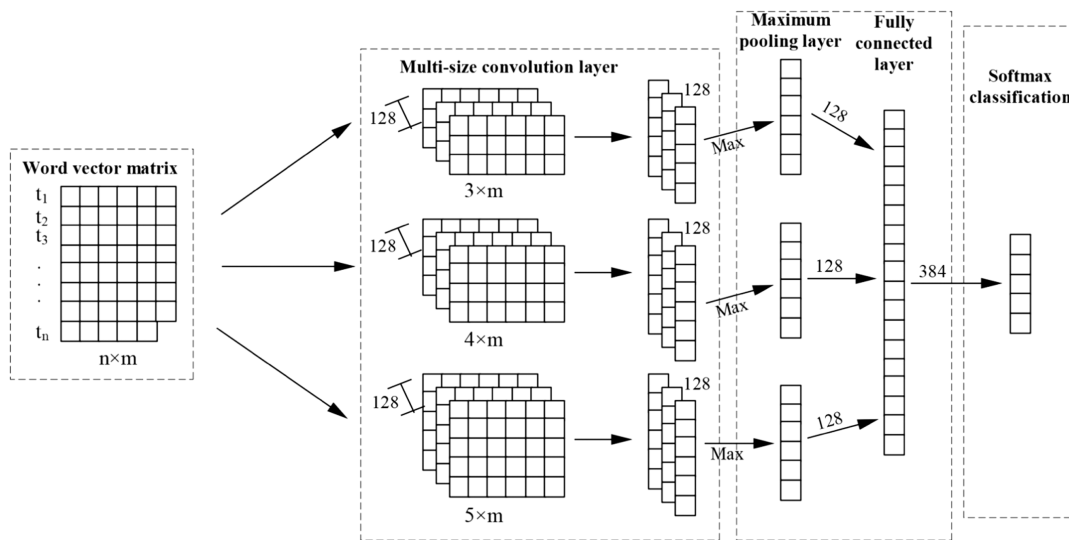 Word vector matrix
t1
t2
t3
.
.
.
tn
n×m
Multi-size convolution layer
128
3×m
128
Max
128
4×m
128
Max
128
5×m
128
Max
Maximum
pooling layer
128
128
128
Fully
connected
layer
384
Softmax
classification